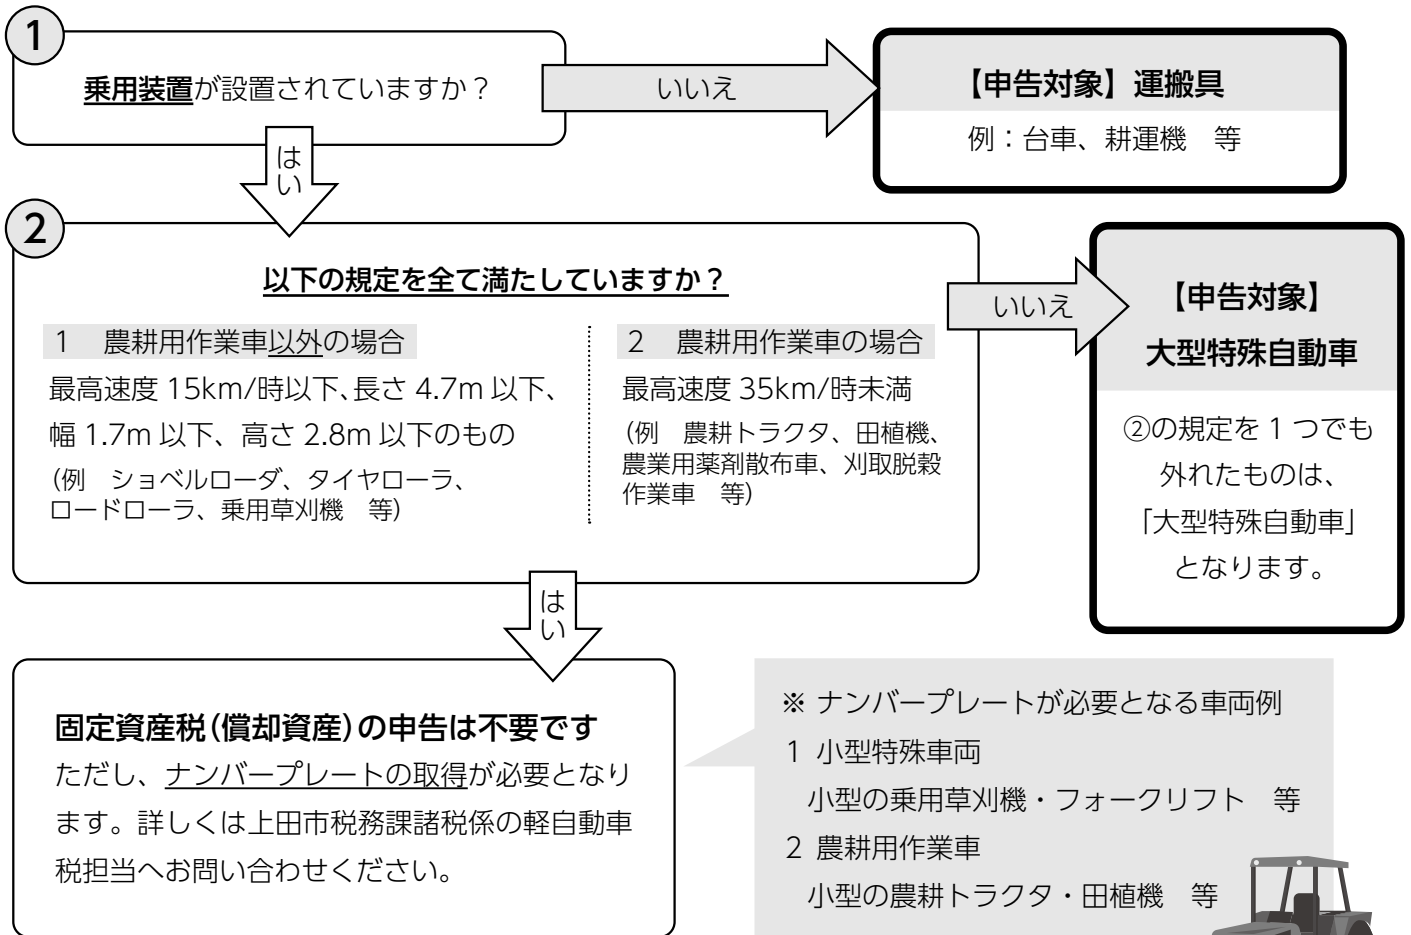 1
乗用装置が設置されていますか？
いいえ
【申告対象】運搬具
例：台車、耕運機　等
はい
2
以下の規定を全て満たしていますか？
1　農耕用作業車以外の場合
最高速度 15km/時以下、長さ 4.7m 以下、
幅 1.7m 以下、高さ 2.8m 以下のもの
(例　ショベルローダ、タイヤローラ、
ロードローラ、乗用草刈機　等)
2　農耕用作業車の場合
最高速度 35km/時未満
(例　農耕トラクタ、田植機、
農業用薬剤散布車、刈取脱穀
作業車　等)
いいえ
【申告対象】
大型特殊自動車
②の規定を 1 つでも
外れたものは、
「大型特殊自動車」
となります。
はい
固定資産税(償却資産)の申告は不要です
ただし、ナンバープレートの取得が必要となり
ます。詳しくは上田市税務課諸税係の軽自動車
税担当へお問い合わせください。
※ ナンバープレートが必要となる車両例
1 小型特殊車両
小型の乗用草刈機・フォークリフト　等
2 農耕用作業車
小型の農耕トラクタ・田植機　等